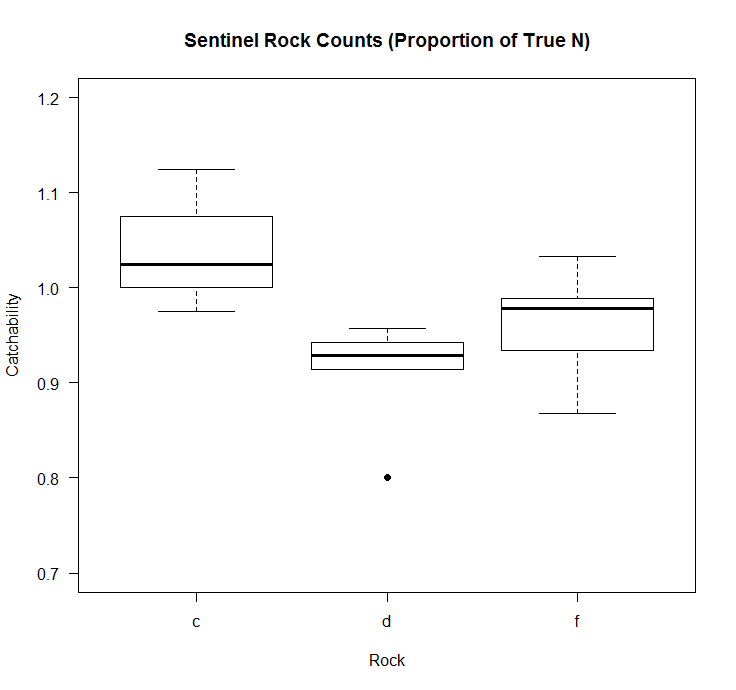 Sentinel Rock Counts (Proportion of True N)
Catchability
1.2
1.1
1.0
0.9
0.8
0.7
c d f
Rock